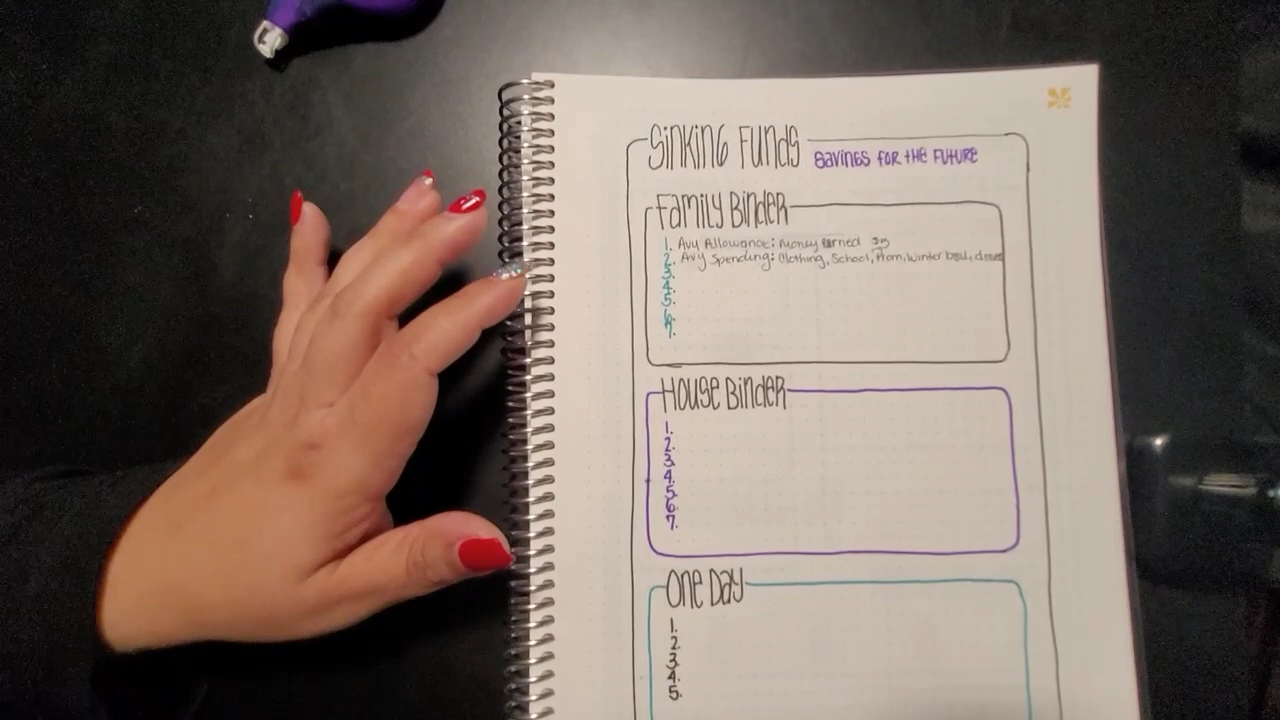 Sinking Funds Savings for the Future
Family Binder
1. Avy Allowance: Money earned
2. Avy Spending: Clothing, School, Prom, Winter ball,
3.
4.
5.
6.
7.
House Binder
1.
2.
3.
4.
5.
6.
7.
One Day
1.
2.
3.
4.
5.